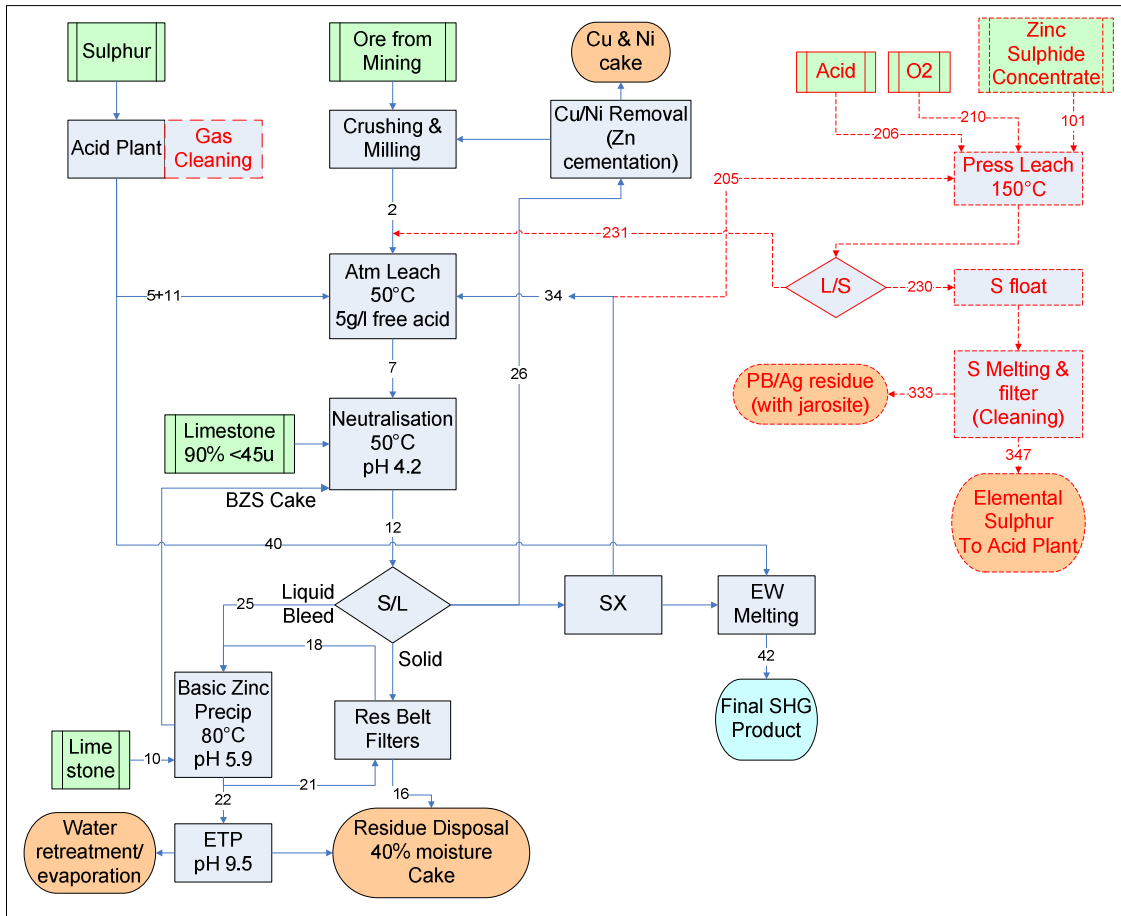 Sulphur
Ore from
Mining
Cu & Ni
cake
Acid
O2
Zinc
Sulphide
Concentrate
Acid Plant
Gas
Cleaning
Crushing &
Milling
Cu/Ni Removal
(Zn
cementation)
206
210
101
Press Leach
150°C
205
2
231
Atm Leach
50°C
5g/l free acid
5+11
34
L/S
230
S float
7
26
PB/Ag residue
(with jarosite)
333
S Melting &
filter
(Cleaning)
347
Limestone
90% <45u
Neutralisation
50°C
pH 4.2
BZS Cake
Elemental
Sulphur
To Acid Plant
12
40
Liquid
Bleed
25
S/L
SX
EW
Melting
18
Solid
42
Basic Zinc
Precip
80°C
pH 5.9
Res Belt
Filters
Final SHG
Product
Lime
stone
10
21
22
16
Water
retreatment/
evaporation
ETP
pH 9.5
Residue Disposal
40% moisture
Cake